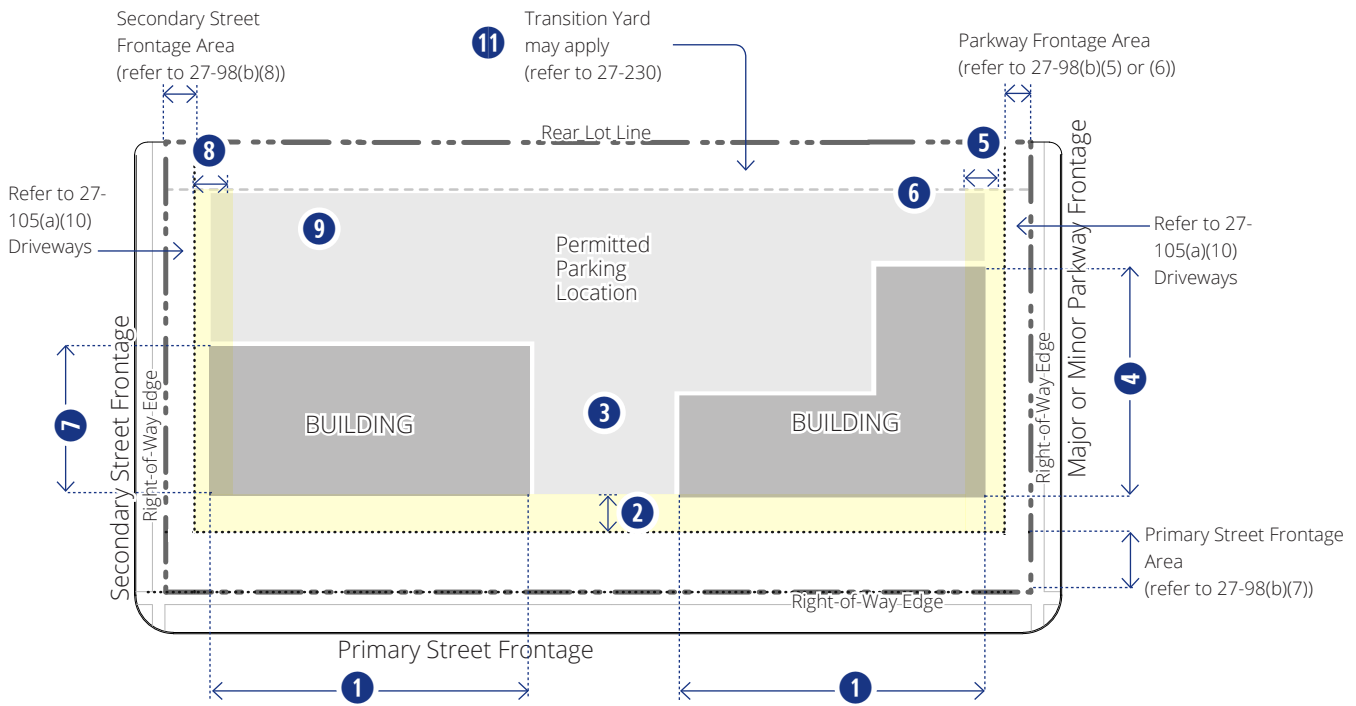 Secondary Street
Frontage Area
(refer to 27-98(b)(8))
11
Transition Yard
may apply
(refer to 27-230)
Parkway Frontage Area
(refer to 27-98(b)(5) or (6))
Rear Lot Line
8
5
6
Refer to 27-
105(a)(10)
Driveways
9
Permitted
Parking
Location
Refer to 27-
105(a)(10)
Driveways
Secondary Street Frontage
Right-of-Way Edge
7
BUILDING
3
BUILDING
4
Right-of-Way Edge
Major or Minor Parkway Frontage
2
Primary Street Frontage
Area
(refer to 27-98(b)(7))
Right-of-Way Edge
Primary Street Frontage
1
1